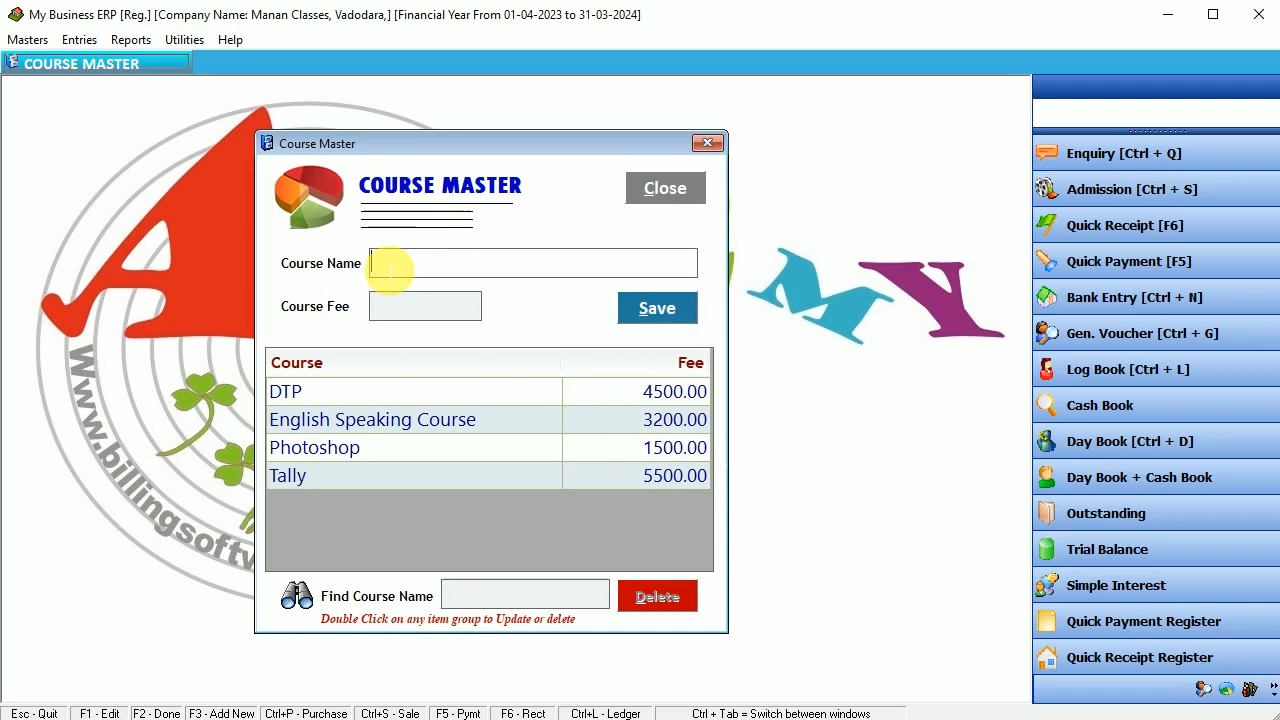 My Business ERP [Reg.] [Company Name: Manan Classes, Vadodara,] [Financial Year From 01-04-2023 to 31-03-2024]
Masters Entries Reports Utilities Help
COURSE MASTER
Course Master
COURSE MASTER
Close
Course Name
Course Fee
Save
Course Fee
DTP 4500.00
English Speaking Course 3200.00
Photoshop 1500.00
Tally 5500.00
Find Course Name
Delete
Double Click on any item group to Update or delete
MY
www.billingsoftw
Enquiry [Ctrl + Q]
Admission [Ctrl + S]
Quick Receipt [F6]
Quick Payment [F5]
Bank Entry [Ctrl + N]
Gen. Voucher [Ctrl + G]
Log Book [Ctrl + L]
Cash Book
Day Book [Ctrl + D]
Day Book + Cash Book
Outstanding
Trial Balance
Simple Interest
Quick Payment Register
Quick Receipt Register
Esc - Quit F1 - Edit F2 - Done F3 - Add New Ctrl+P - Purchase Ctrl+S - Sale F5 - Pymt F6 - Rect Ctrl+L - Ledger Ctrl + Tab = Switch between windows